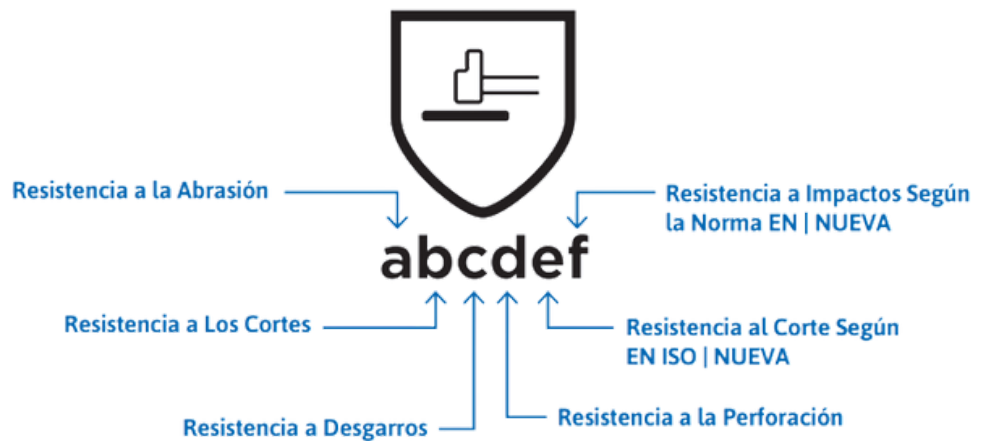 Resistencia a la Abrasión
Resistencia a Impactos Según
la Norma EN | NUEVA
abcdef
Resistencia a Los Cortes
Resistencia al Corte Según
EN ISO | NUEVA
Resistencia a Desgarros
Resistencia a la Perforación